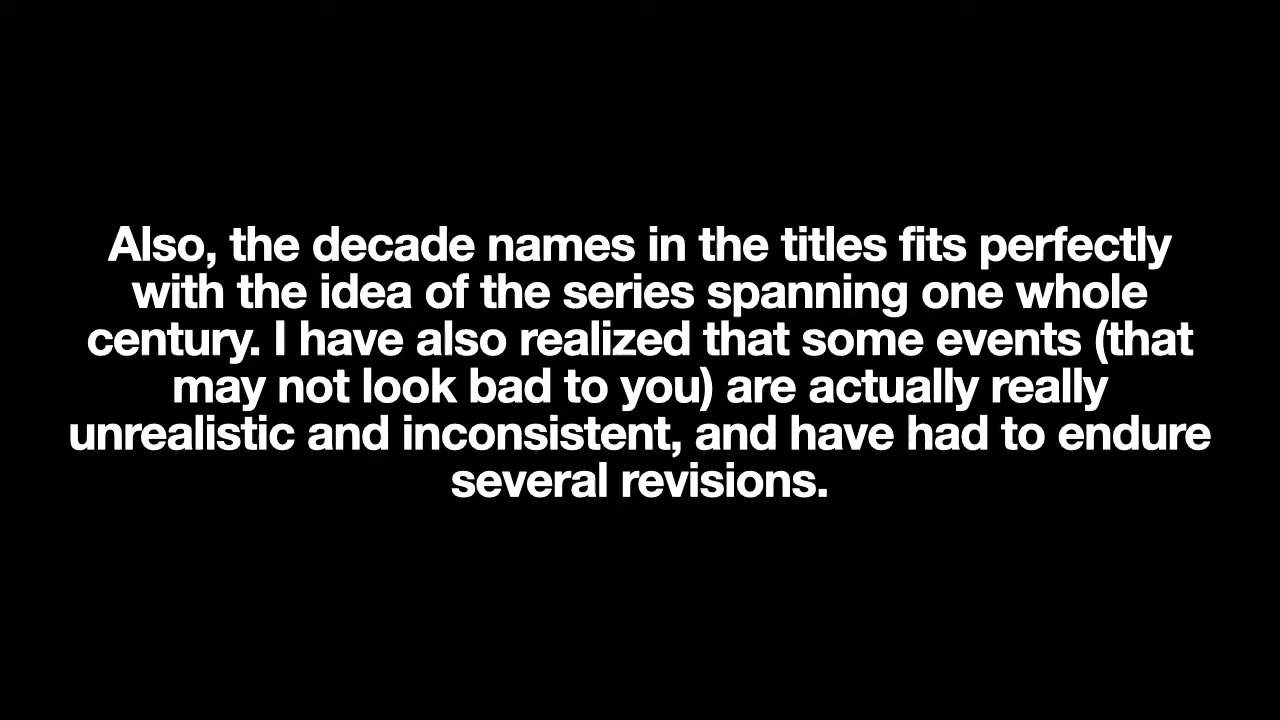 Also, the decade names in the titles fits perfectly
with the idea of the series spanning one whole
century. I have also realized that some events (that
may not look bad to you) are actually really
unrealistic and inconsistent, and have had to endure
several revisions.